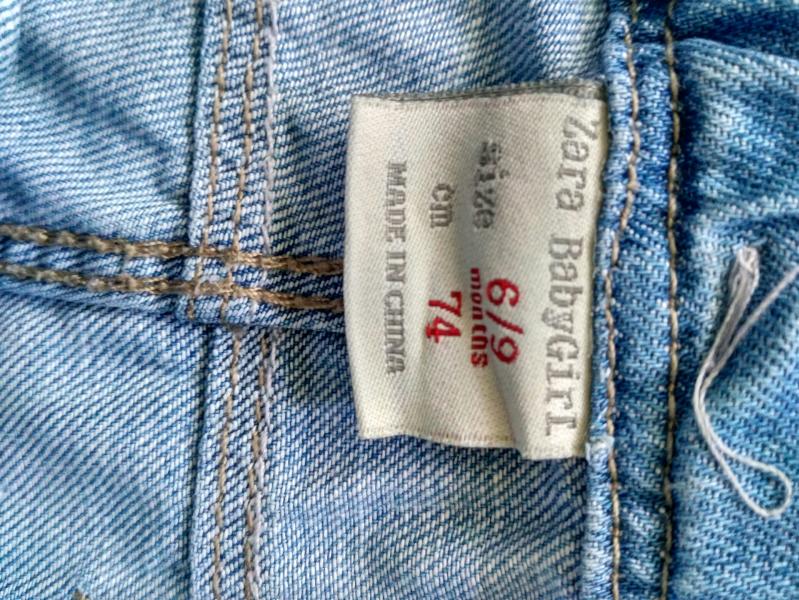 Zara BabyGirl
size 6/9
months
cm 74
MADE IN CHINA